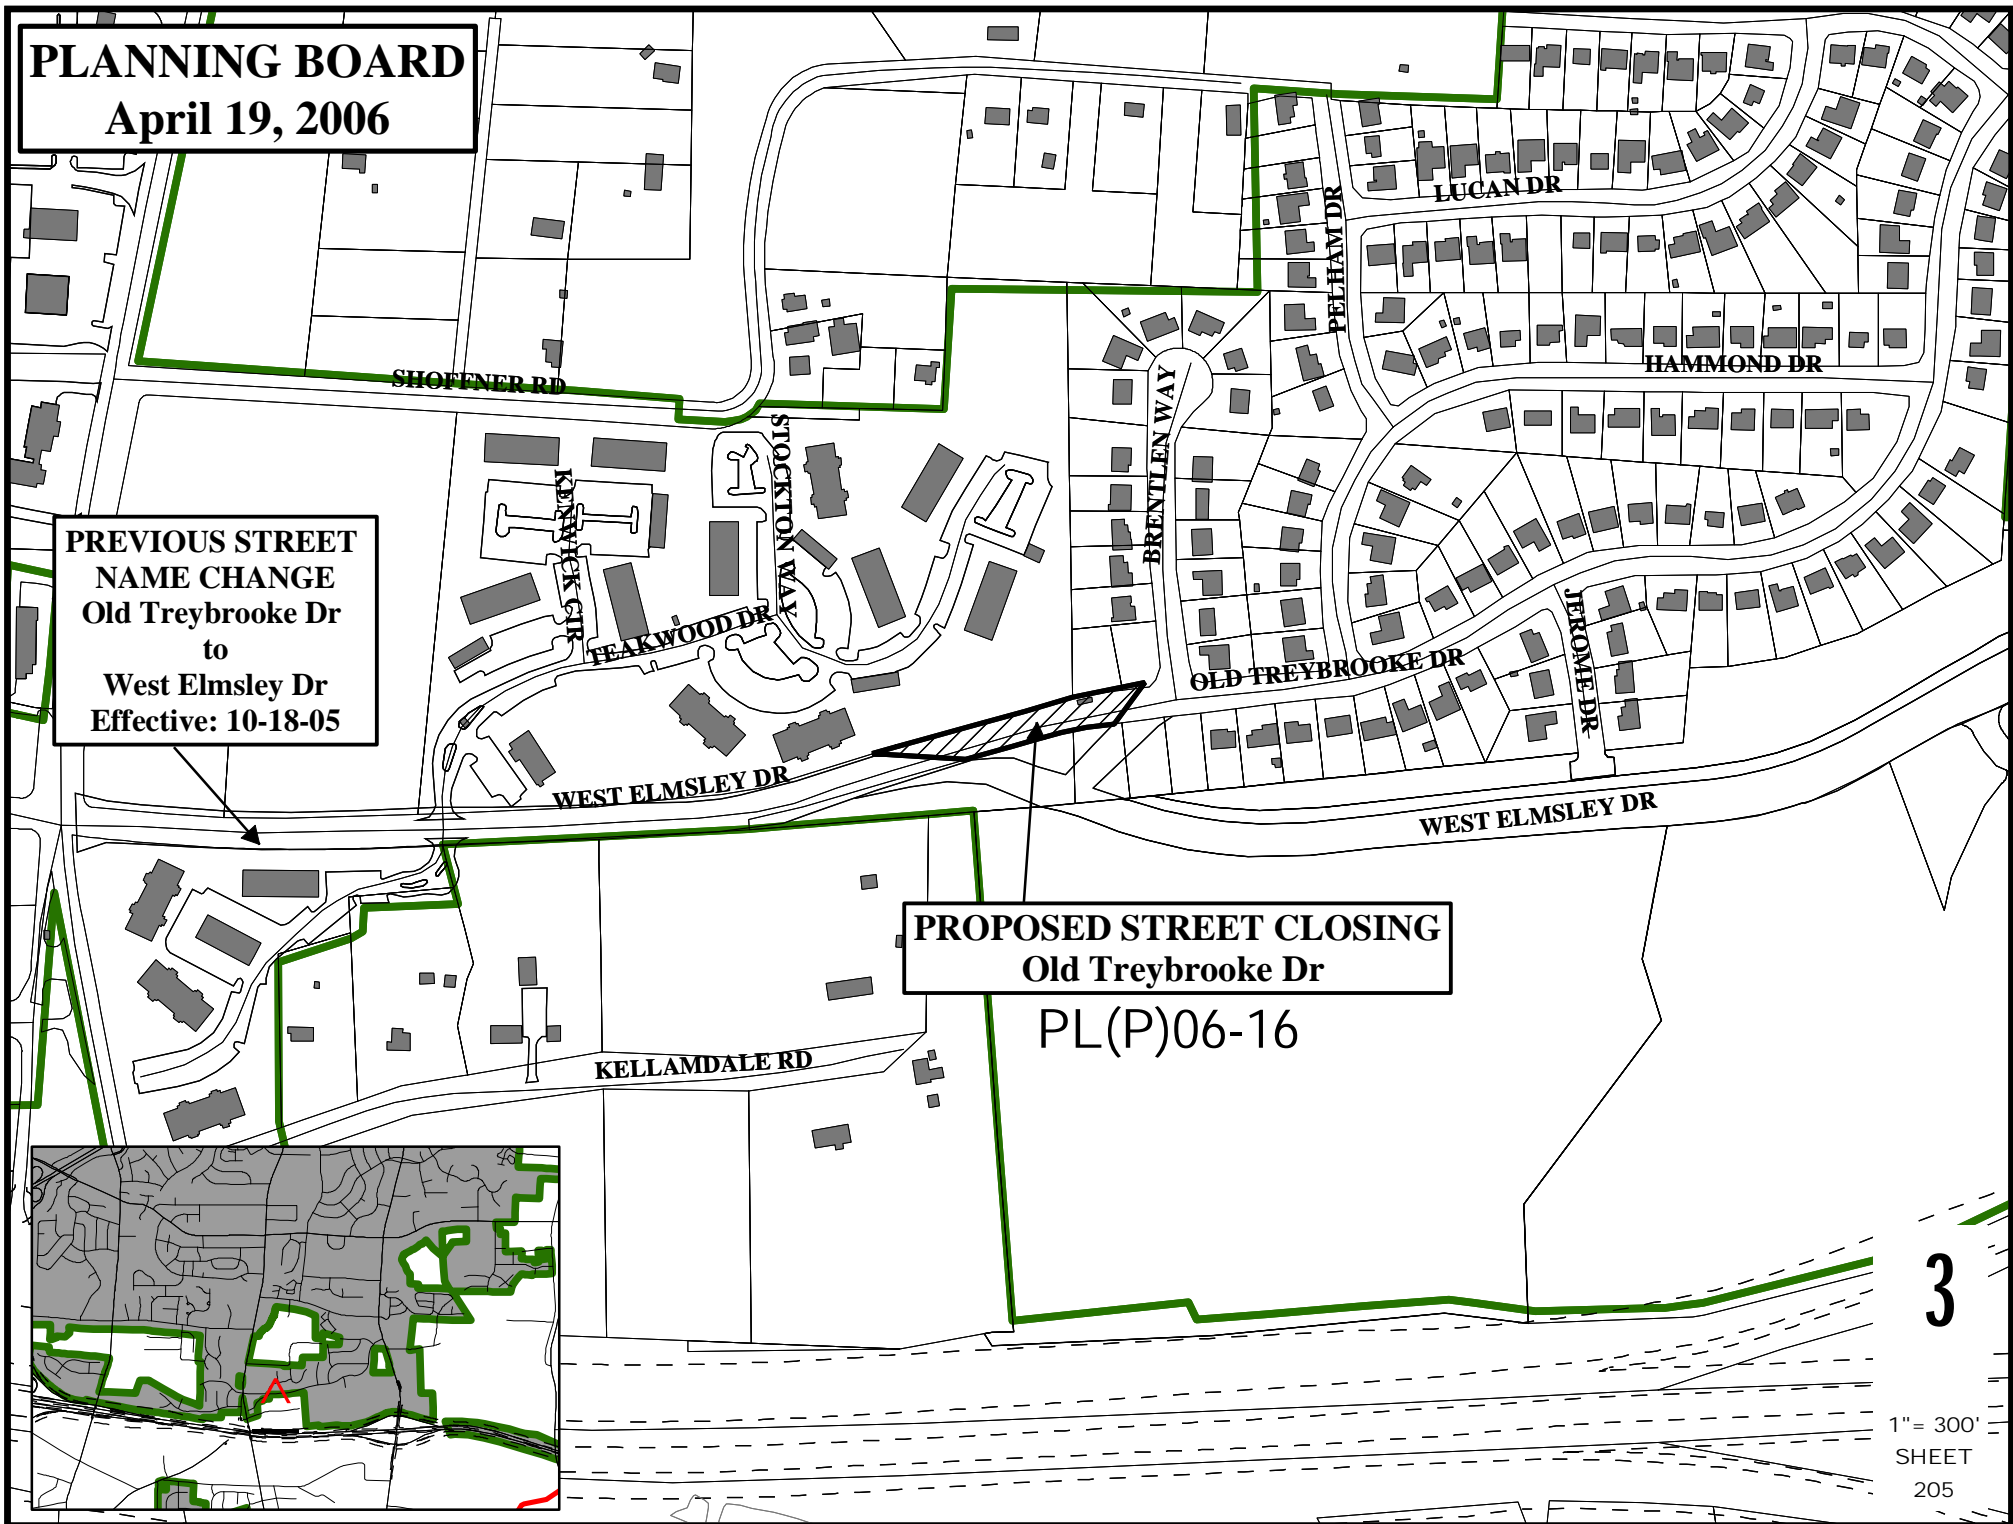 PLANNING BOARD
April 19, 2006
LUCAN DR
PELHAM DR
HAMMOND DR
SHOFFNER RD
BRENTLEN WAY
STOCKTON WAY
KENWICK CTR
PREVIOUS STREET
NAME CHANGE
Old Treybrooke Dr
to
West Elmsley Dr
Effective: 10-18-05
TEAKWOOD DR
JEROME DR
OLD TREYBROOKE DR
WEST ELMSLEY DR
WEST ELMSLEY DR
PROPOSED STREET CLOSING
Old Treybrooke Dr
PL(P)06-16
KELLAMDALE RD
3
1"= 300'
SHEET
205